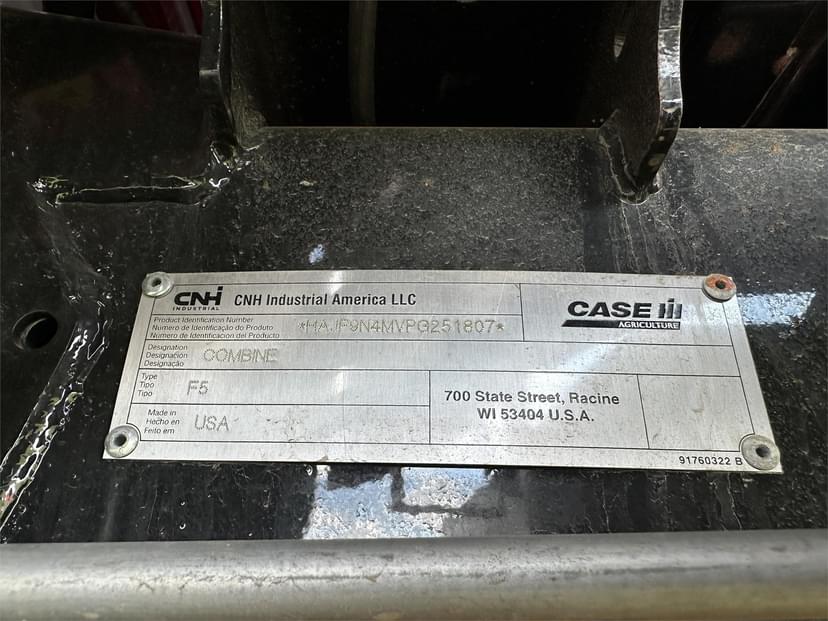 CNH
INDUSTRIAL
CNH Industrial America LLC
Product Identification Number
Numero de Identificação do Produto
Numero de Identificacion del Producto
*HAJF9N4MVPG251807*
CASE IH
AGRICULTURE
Designation
Designación
Designação
COMBINE
Type
Tipo
Tipo
F5
700 State Street, Racine
WI 53404 U.S.A.
Made in
Hecho en
Feito em
USA
91760322 B